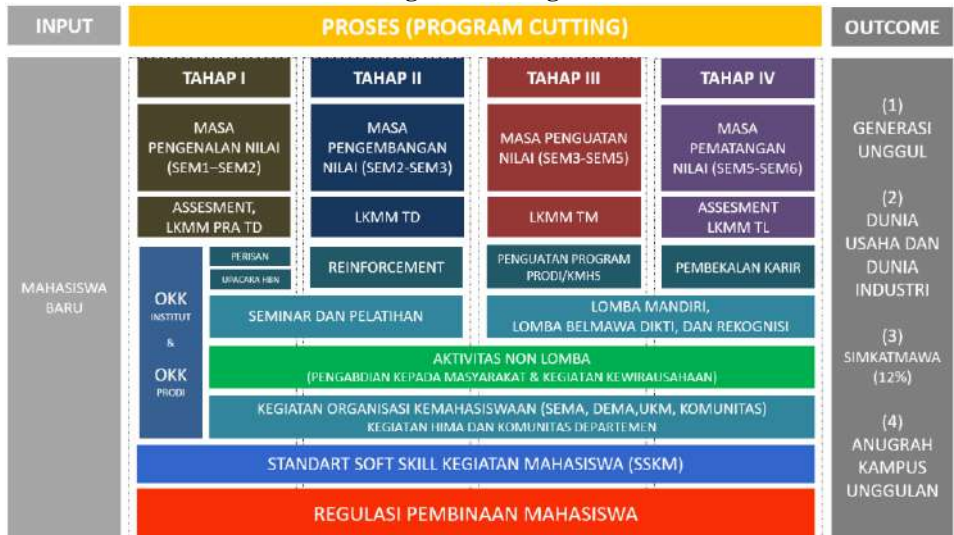 INPUT
PROSES (PROGRAM CUTTING)
OUTCOME
MAHASISWA
BARU
TAHAP I
TAHAP II
TAHAP III
TAHAP IV
MASA
PENGENALAN NILAI
(SEM1–SEM2)
MASA
PENGEMBANGAN
NILAI (SEM2-SEM3)
MASA PENGUATAN
NILAI (SEM3-SEM5)
MASA
PEMATANGAN
NILAI (SEM5-SEM6)
ASSESMENT,
LKMM PRA TD
LKMM TD
LKMM TM
ASSESMENT
LKMM TL
OKK
INSTITUT
&
OKK
PRODI
PERISAN
UPACARA HBN
REINFORCEMENT
PENGUATAN PROGRAM
PRODI/KMHS
PEMBEKALAN KARIR
SEMINAR DAN PELATIHAN
LOMBA MANDIRI,
LOMBA BELMAWA DIKTI, DAN REKOGNISI
AKTIVITAS NON LOMBA
(PENGABDIAN KEPADA MASYARAKAT & KEGIATAN KEWIRAUSAHAAN)
KEGIATAN ORGANISASI KEMAHASISWAAN (SEMA, DEMA,UKM, KOMUNITAS)
KEGIATAN HIMA DAN KOMUNITAS DEPARTEMEN
STANDART SOFT SKILL KEGIATAN MAHASISWA (SSKM)
REGULASI PEMBINAAN MAHASISWA
(1)
GENERASI
UNGGUL
(2)
DUNIA
USAHA DAN
DUNIA
INDUSTRI
(3)
SIMKATMAWA
(12%)
(4)
ANUGRAH
KAMPUS
UNGGULAN